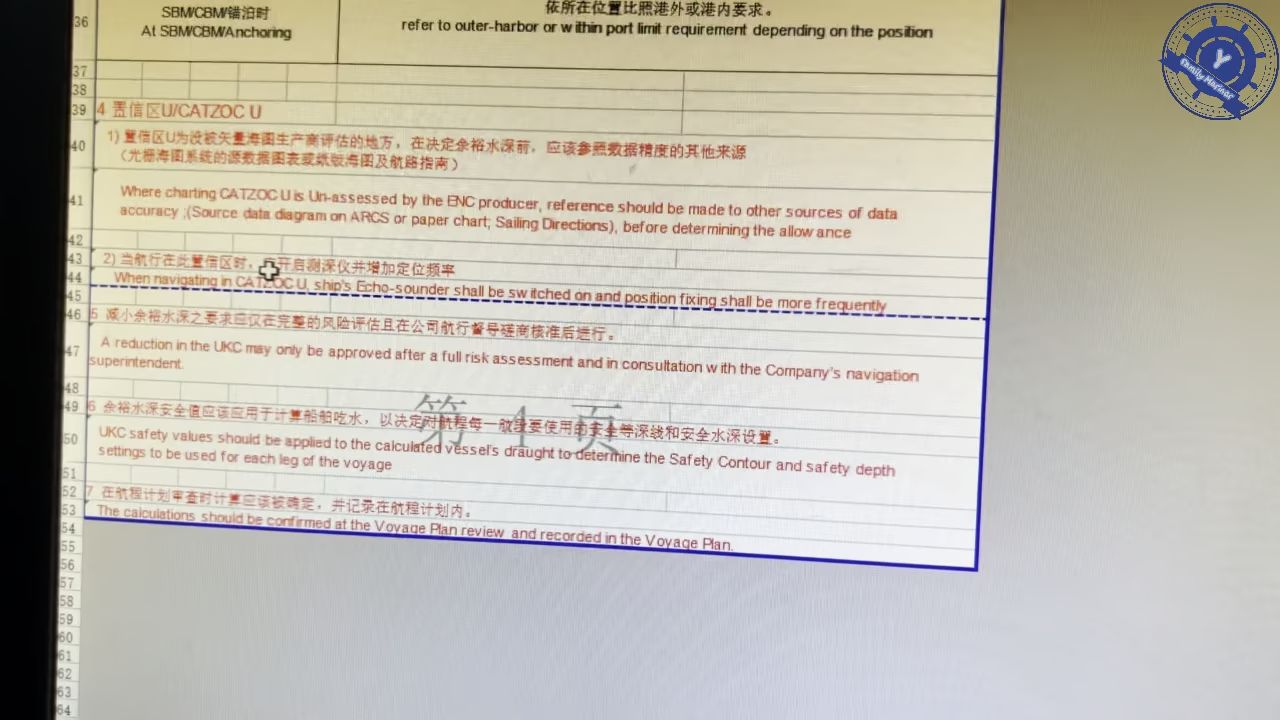 36
SBM/CBM/锚泊时
At SBM/CBM/Anchoring
依所在位置比照港外或港内要求。
refer to outer-harbor or within port limit requirement depending on the position
37
38
39
4 置信区U/CATZOC U
40
1) 置信区U为没被矢量海图生产商评估的地方，在决定余裕水深前，应该参照数据精度的其他来源
（光栅海图系统的源数据图表或纸版海图及航路指南）
41
Where charting CATZOC U is Un-assessed by the ENC producer, reference should be made to other sources of data
accuracy ;(Source data diagram on ARCS or paper chart; Sailing Directions), before determining the allowance
42
43
2) 当航行在此置信区时，开启测深仪并增加定位频率
44
When navigating in CATZOC U, ship's Echo-sounder shall be switched on and position fixing shall be more frequently
45
46
5 减小余裕水深之要求应仅在完整的风险评估且在公司航行督导磋商核准后进行。
47
A reduction in the UKC may only be approved after a full risk assessment and in consultation with the Company's navigation
superintendent.
48
49
6 余裕水深安全值应该应用于计算船舶吃水，以决定对航程每一航段要使用的安全等深线和安全水深设置。
第 1 页
50
UKC safety values should be applied to the calculated vessel's draught to determine the Safety Contour and safety depth
settings to be used for each leg of the voyage
51
52
7 在航程计划审查时计算应该被确定，并记录在航程计划内。
53
The calculations should be confirmed at the Voyage Plan review and recorded in the Voyage Plan.
54
55
56
57
58
59
60
61
62
63
64
Y
Family Mariner